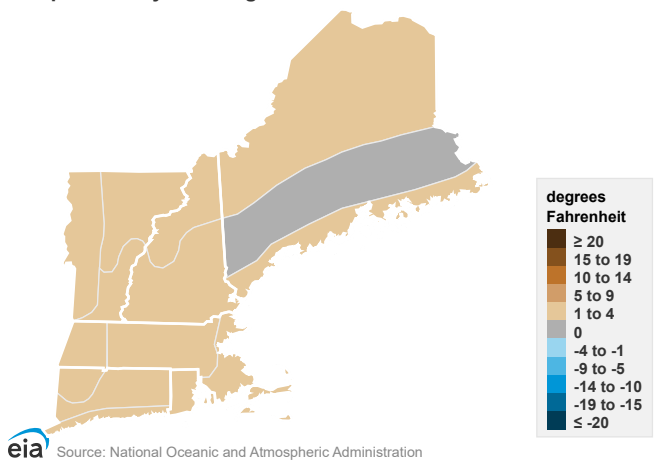 degrees
Fahrenheit
≥ 20
15 to 19
10 to 14
5 to 9
1 to 4
0
-4 to -1
-9 to -5
-14 to -10
-19 to -15
≤ -20
eia
Source: National Oceanic and Atmospheric Administration